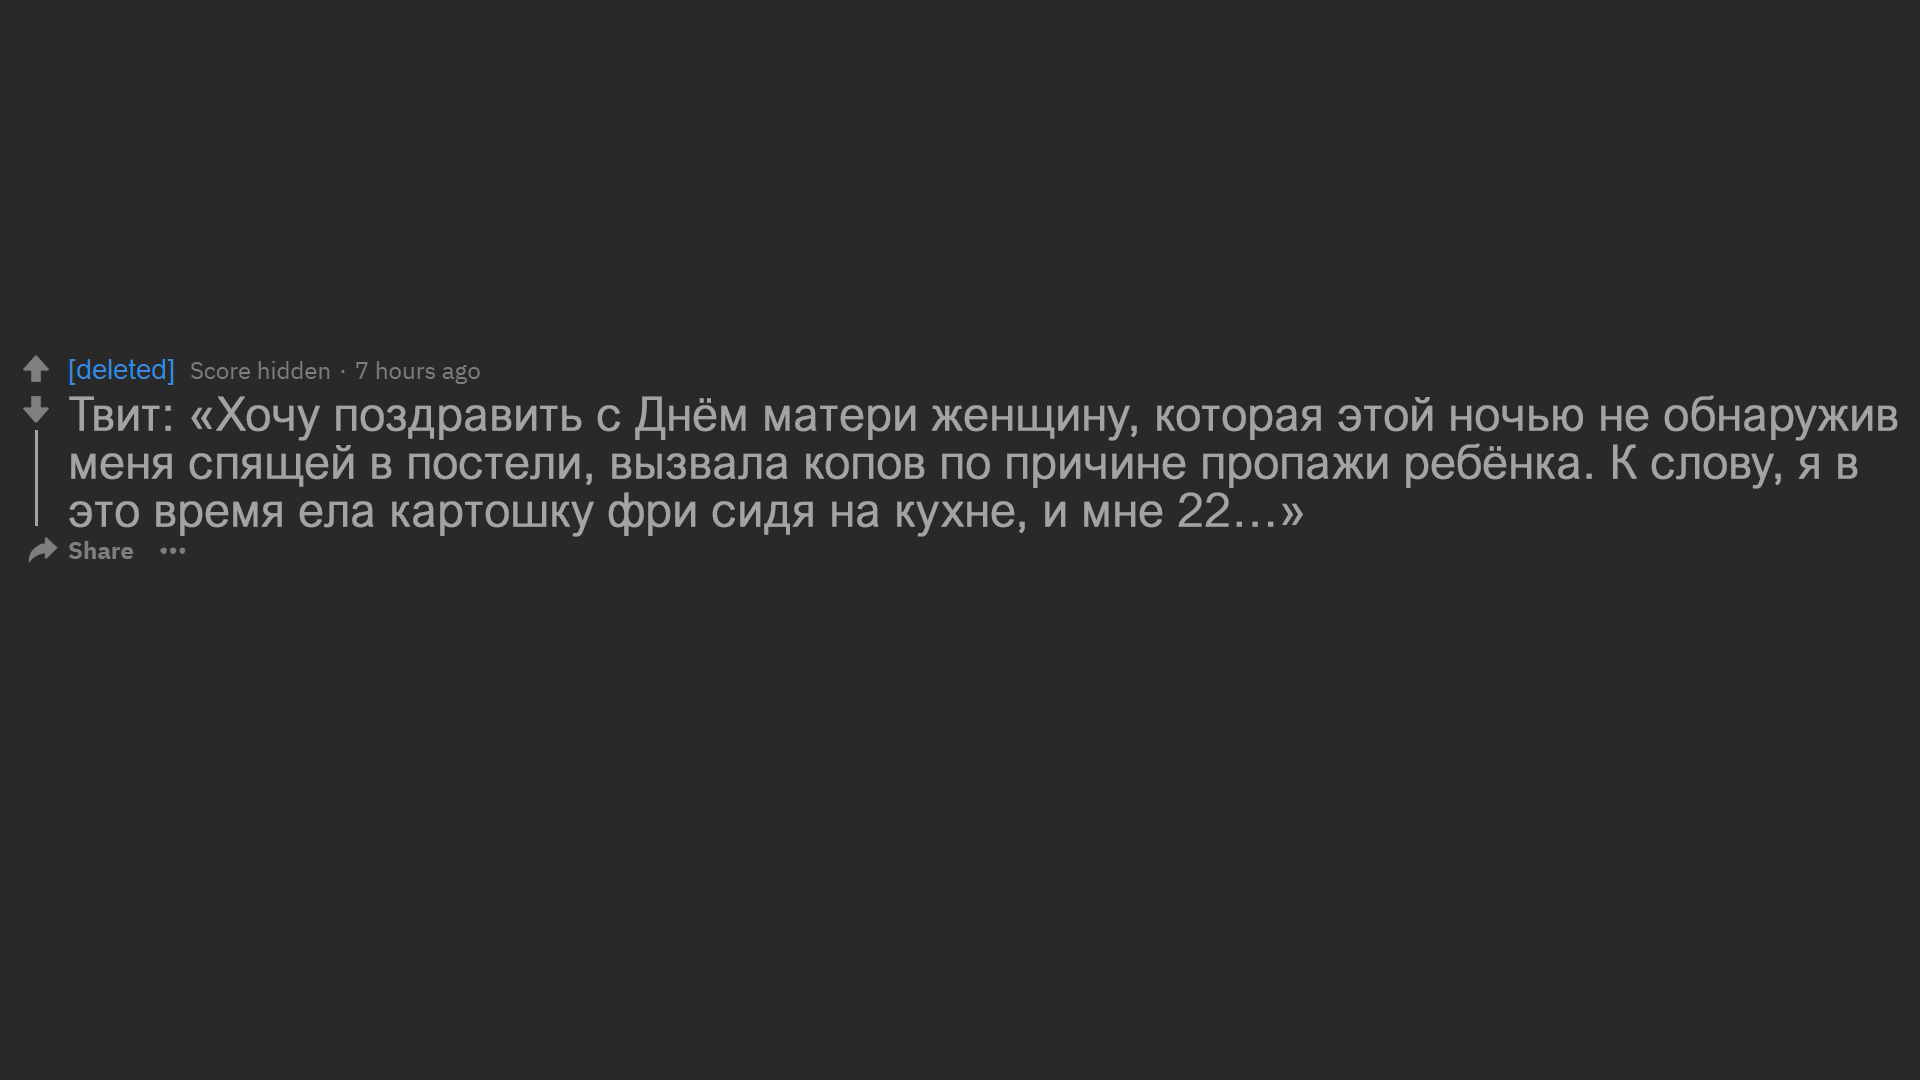 [deleted] Score hidden · 7 hours ago
Твит: «Хочу поздравить с Днём матери женщину, которая этой ночью не обнаружив
меня спящей в постели, вызвала копов по причине пропажи ребёнка. К слову, я в
это время ела картошку фри сидя на кухне, и мне 22…»
Share •••